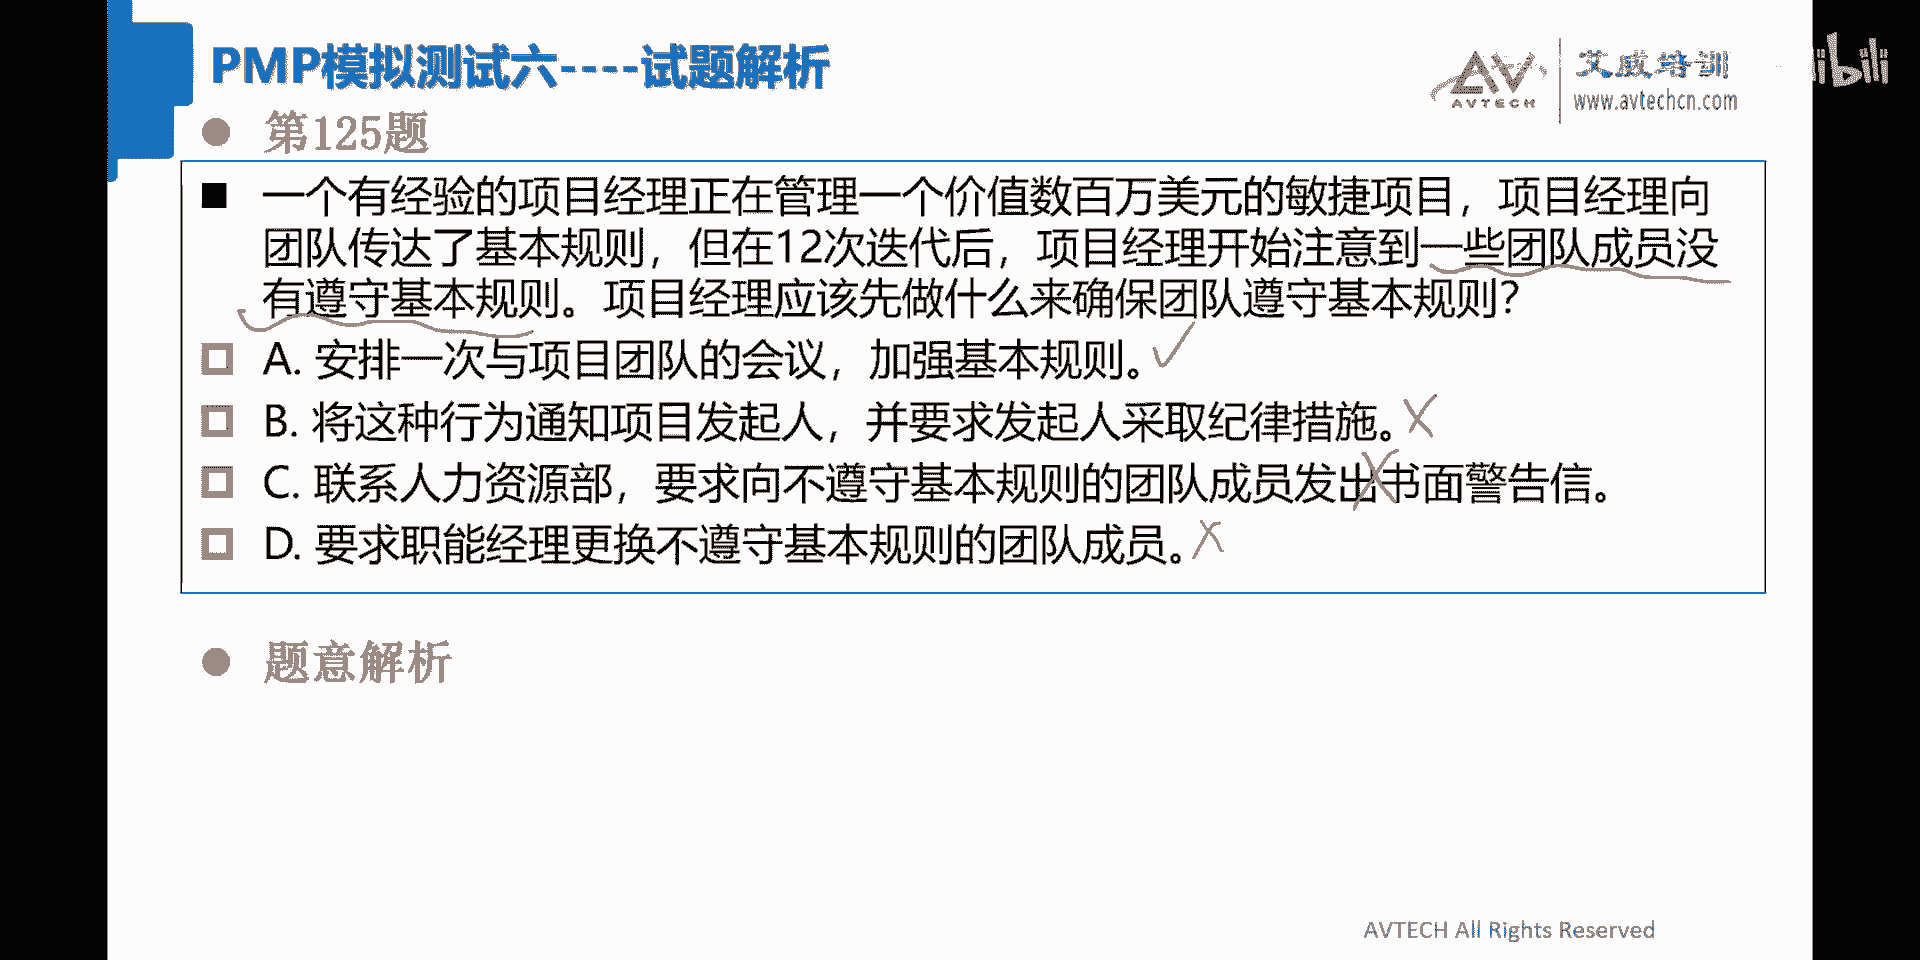 PMP模拟测试六----试题解析
AVTECH
艾威培训
www.avtechcn.com
bili
第125题
一个有经验的项目经理正在管理一个价值数百万美元的敏捷项目，项目经理向
团队传达了基本规则，但在12次迭代后，项目经理开始注意到一些团队成员没
有遵守基本规则。项目经理应该先做什么来确保团队遵守基本规则？
A. 安排一次与项目团队的会议，加强基本规则。
B. 将这种行为通知项目发起人，并要求发起人采取纪律措施。
C. 联系人力资源部，要求向不遵守基本规则的团队成员发出书面警告信。
D. 要求职能经理更换不遵守基本规则的团队成员。
题意解析
AVTECH All Rights Reserved